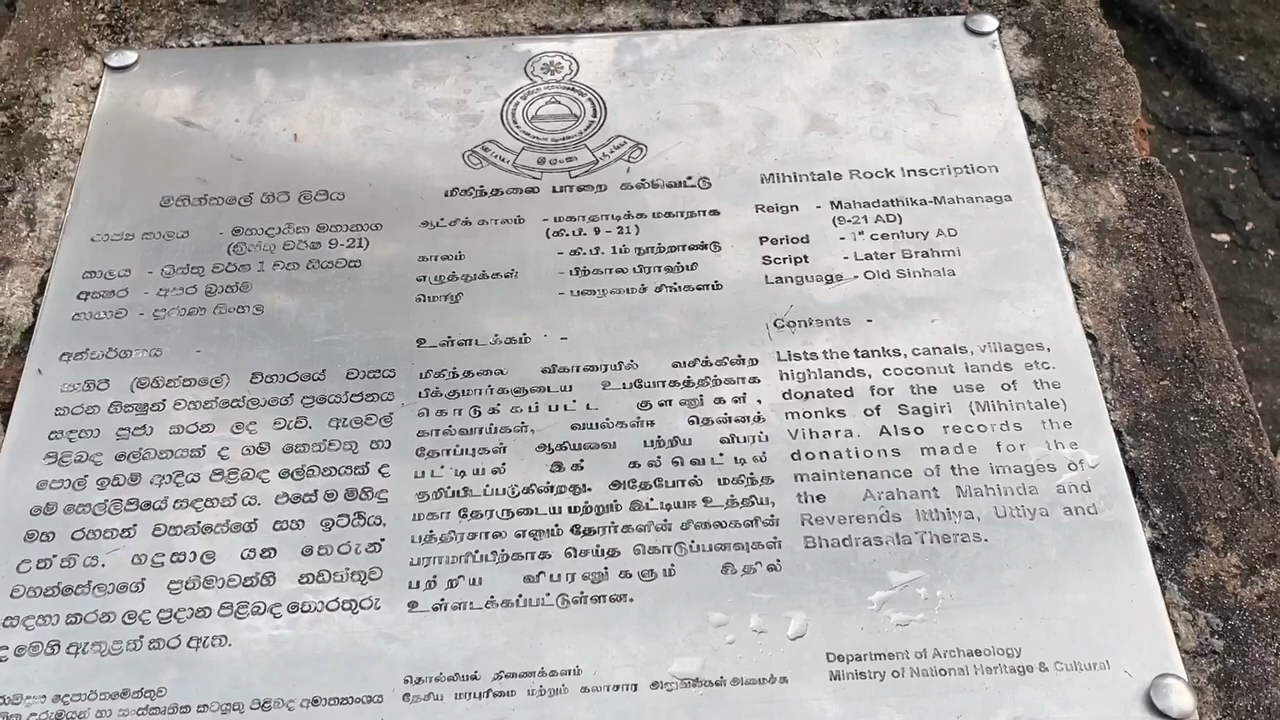 SRI LANKA
ශ්‍රී ලංකා
මිහින්තලේ ගිරි ලිපිය
රාජ්‍ය කාලය - මහාදාඨික මහානාග
(ක්‍රිස්තු වර්ෂ 9-21)
කාලය - ක්‍රිස්තු වර්ෂ 1 වන සියවස
අක්ෂර - අපර බ්‍රාහ්මි
භාෂාව - පුරාණ සිංහල
අන්තර්ගතය -
සෑගිරි (මිහින්තලේ) විහාරයේ වාසය
කරන භික්ෂුන් වහන්සේලාගේ ප්‍රයෝජනය
සඳහා පූජා කරන ලද වැව්, ඇලවල්
පිළිබඳ ලේඛනයක් ද ගම් කෙත්වතු හා
පොල් ඉඩම් ආදිය පිළිබඳ ලේඛනයක් ද
මේ සෙල්ලිපියේ සඳහන් ය. එසේ ම මිහිඳු
මහ රහතන් වහන්සේගේ සහ ඉට්ඨිය,
උත්තිය, භද්‍රසාල යන තෙරුන්
වහන්සේලාගේ ප්‍රතිමාවන්හි නඩත්තුව
සඳහා කරන ලද ප්‍රදාන පිළිබඳ තොරතුරු
ද මෙහි ඇතුළත් කර ඇත.
දෙපාර්තමේන්තුව
උරුමයන් හා සංස්කෘතික කටයුතු පිළිබඳ අමාත්‍යාංශය
மிகிந்தலை பாறை கல்வெட்டு
ஆட்சிக் காலம் - மகாதாடிக்க மகாநாக
(கி.பி. 9 - 21)
காலம் - கி.பி. 1ம் நூற்றாண்டு
எழுத்துக்கள் - பிற்கால பிராஹ்மி
மொழி - பழைமைச் சிங்களம்
உள்ளடக்கம் -
மிகிந்தலை விகாரையில் வசிக்கின்ற
பிக்குமார்களுடைய உபயோகத்திற்காக
கொடுக்கப்பட்ட குளஙுகள்,
கால்வாய்கள், வயல்கள்ஈ தென்னத்
தோப்புகள் ஆகியவை பற்றிய விபரப்
பட்டியல் இக் கல்வெட்டில்
குறிப்பிடப்படுகின்றது. அதேபோல் மகிந்த
மகா தேரருடைய மற்றும் இட்டியஈ உத்திய,
பத்திரசால எனும் தேரர்களின் சிலைகளின்
பராமரிப்பிற்காக செய்த கொடுப்பனவுகள்
பற்றிய விபரஙுகளும் இதில்
உள்ளடக்கப்பட்டுள்ளன.
தொல்லியல் திணைக்களம்
தேசிய மரபுரிமை மற்றும் கலாசார அலுவல்கள் அமைச்சு
Mihintale Rock Inscription
Reign - Mahadathika-Mahanaga
(9-21 AD)
Period - 1st century AD
Script - Later Brahmi
Language - Old Sinhala
Contents -
Lists the tanks, canals, villages,
highlands, coconut lands etc.
donated for the use of the
monks of Sagiri (Mihintale)
Vihara. Also records the
donations made for the
maintenance of the images of
the Arahant Mahinda and
Reverends Itthiya, Uttiya and
Bhadrasala Theras.
Department of Archaeology
Ministry of National Heritage & Cultural